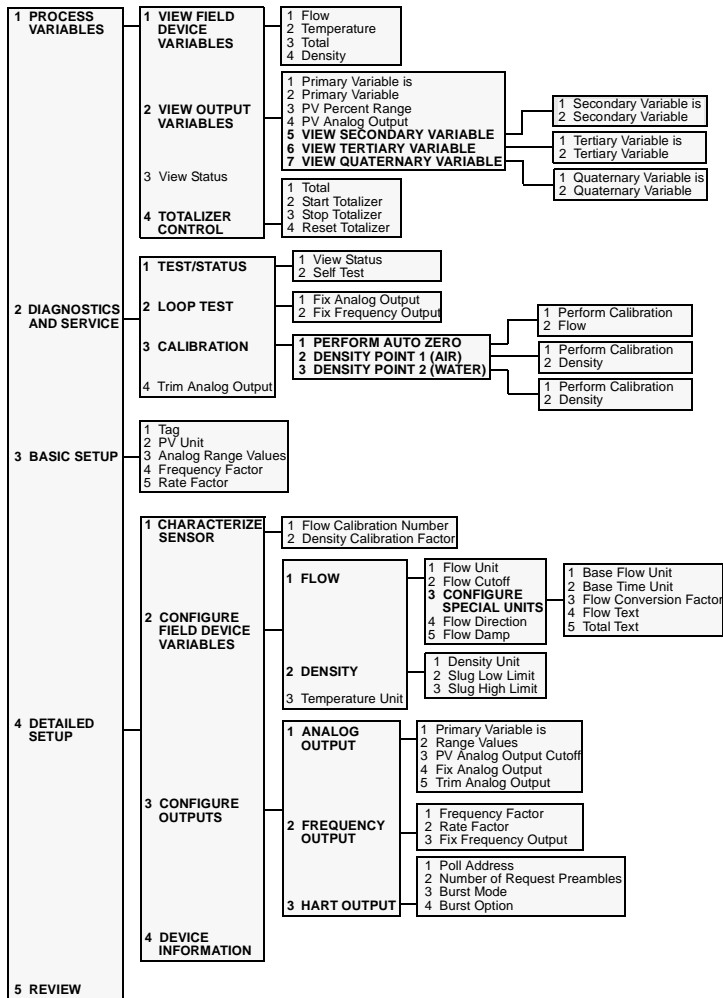 1 PROCESS
VARIABLES
1 VIEW FIELD
DEVICE
VARIABLES
1 Flow
2 Temperature
3 Total
4 Density
2 VIEW OUTPUT
VARIABLES
1 Primary Variable is
2 Primary Variable
3 PV Percent Range
4 PV Analog Output
5 VIEW SECONDARY VARIABLE
6 VIEW TERTIARY VARIABLE
7 VIEW QUATERNARY VARIABLE
1 Secondary Variable is
2 Secondary Variable
1 Tertiary Variable is
2 Tertiary Variable
1 Quaternary Variable is
2 Quaternary Variable
3 View Status
4 TOTALIZER
CONTROL
1 Total
2 Start Totalizer
3 Stop Totalizer
4 Reset Totalizer
2 DIAGNOSTICS
AND SERVICE
1 TEST/STATUS
1 View Status
2 Self Test
2 LOOP TEST
1 Fix Analog Output
2 Fix Frequency Output
3 CALIBRATION
1 PERFORM AUTO ZERO
2 DENSITY POINT 1 (AIR)
3 DENSITY POINT 2 (WATER)
1 Perform Calibration
2 Flow
1 Perform Calibration
2 Density
1 Perform Calibration
2 Density
4 Trim Analog Output
3 BASIC SETUP
1 Tag
2 PV Unit
3 Analog Range Values
4 Frequency Factor
5 Rate Factor
4 DETAILED
SETUP
1 CHARACTERIZE
SENSOR
1 Flow Calibration Number
2 Density Calibration Factor
2 CONFIGURE
FIELD DEVICE
VARIABLES
1 FLOW
1 Flow Unit
2 Flow Cutoff
3 CONFIGURE
SPECIAL UNITS
4 Flow Direction
5 Flow Damp
1 Base Flow Unit
2 Base Time Unit
3 Flow Conversion Factor
4 Flow Text
5 Total Text
2 DENSITY
1 Density Unit
2 Slug Low Limit
3 Slug High Limit
3 Temperature Unit
3 CONFIGURE
OUTPUTS
1 ANALOG
OUTPUT
1 Primary Variable is
2 Range Values
3 PV Analog Output Cutoff
4 Fix Analog Output
5 Trim Analog Output
2 FREQUENCY
OUTPUT
1 Frequency Factor
2 Rate Factor
3 Fix Frequency Output
3 HART OUTPUT
1 Poll Address
2 Number of Request Preambles
3 Burst Mode
4 Burst Option
4 DEVICE
INFORMATION
5 REVIEW